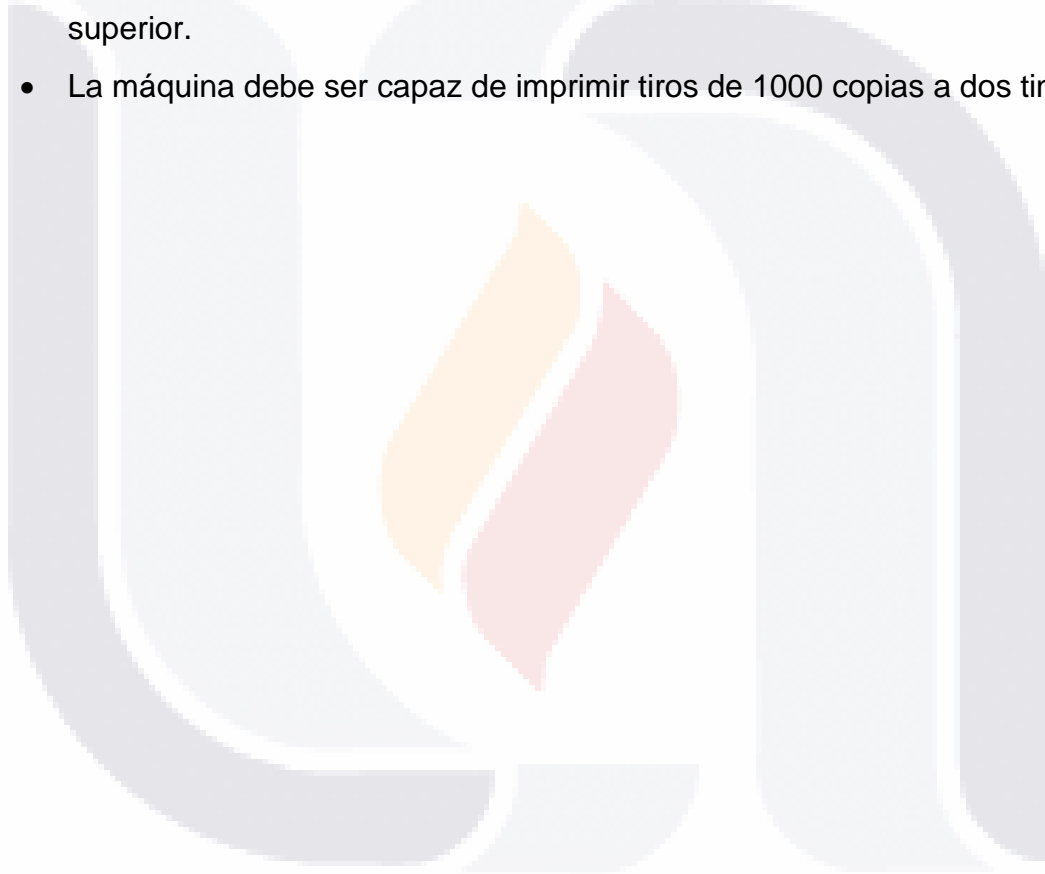 superior.
• La máquina debe ser capaz de imprimir tiros de 1000 copias a dos